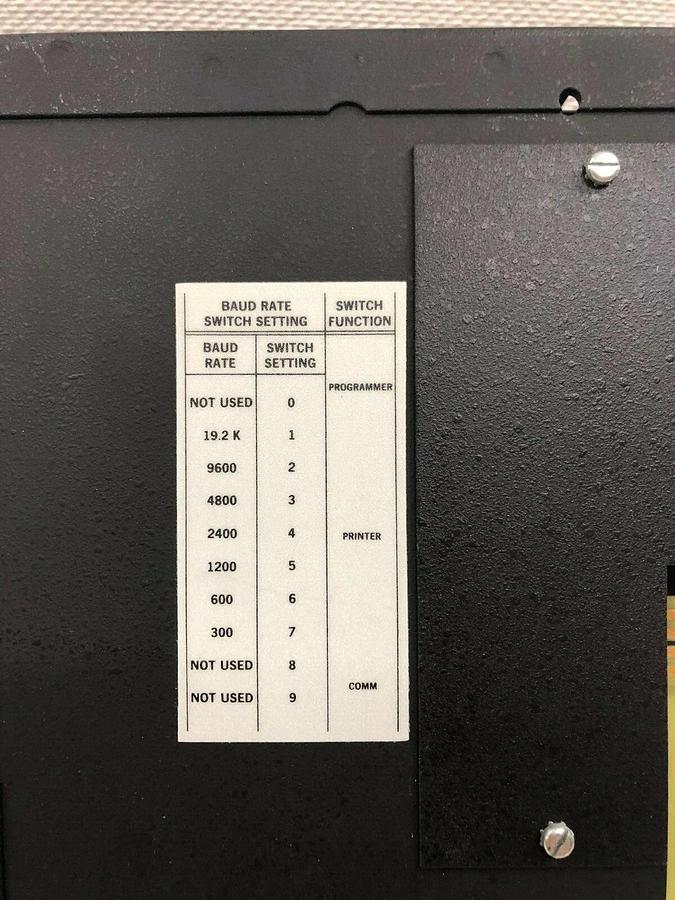 BAUD RATE SWITCH
SWITCH SETTING FUNCTION
BAUD SWITCH
RATE SETTING
PROGRAMMER
NOT USED 0
19.2 K 1
9600 2
4800 3
2400 4 PRINTER
1200 5
600 6
300 7
NOT USED 8
COMM
NOT USED 9